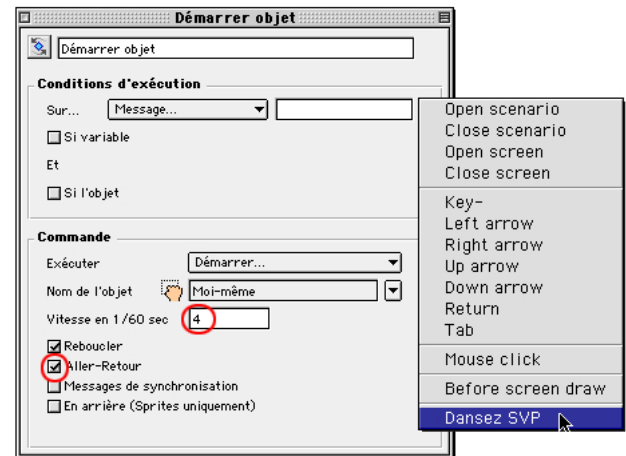 Démarrer objet
Démarrer objet
Conditions d'exécution
Sur... Message...
Si variable
Et
Si l'objet
Commande
Exécuter Démarrer...
Nom de l'objet Moi-même
Vitesse en 1/60 sec 4
Reboucler
Aller-Retour
Messages de synchronisation
En arrière (Sprites uniquement)
Open scenario
Close scenario
Open screen
Close screen
Key-
Left arrow
Right arrow
Up arrow
Down arrow
Return
Tab
Mouse click
Before screen draw
Dansez SVP